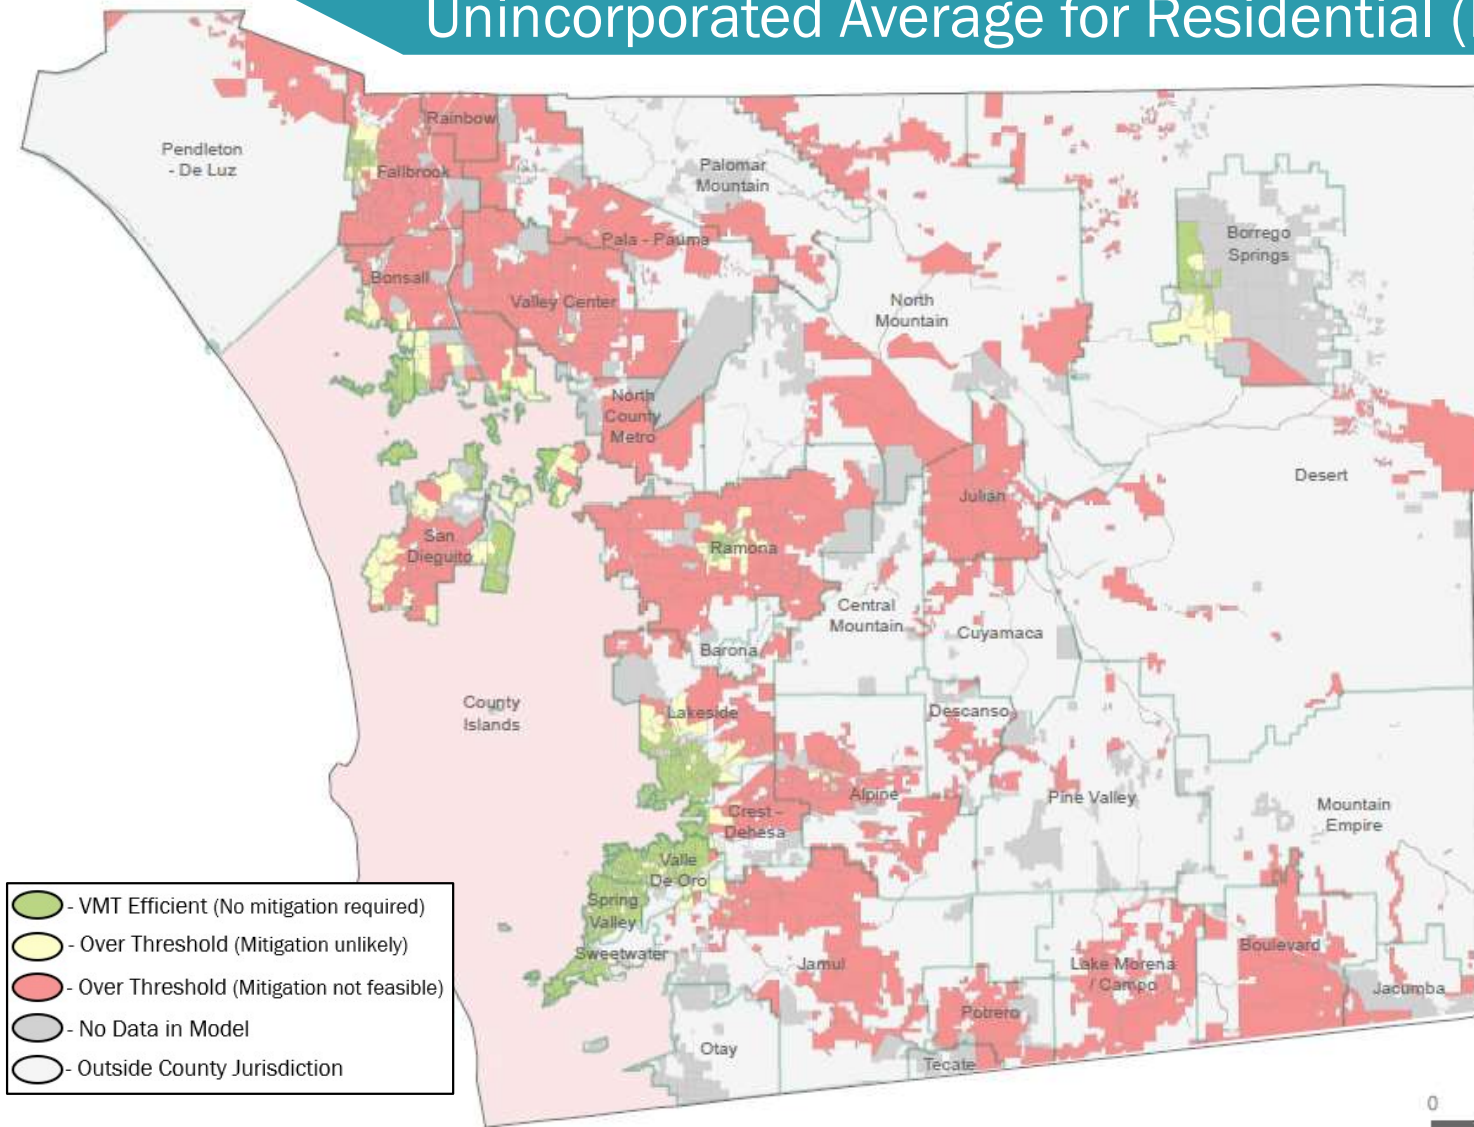 Unincorporated Average for Residential (
Rainbow
Pendleton
- De Luz
Fallbrook
Palomar
Mountain
Pala - Pauma
Borrego
Springs
Bonsall
Valley Center
North
Mountain
North
County
Metro
Desert
Julian
San
Dieguito
Ramona
Central
Mountain
Cuyamaca
Barona
County
Islands
Lakeside
Descanso
Alpine
Pine Valley
Crest -
Dehesa
Mountain
Empire
Valle
De Oro
Spring
Valley
Sweetwater
Jamul
Lake Morena
/ Campo
Boulevard
Jacumba
Potrero
Otay
Tecate
- VMT Efficient (No mitigation required)
- Over Threshold (Mitigation unlikely)
- Over Threshold (Mitigation not feasible)
- No Data in Model
- Outside County Jurisdiction
0